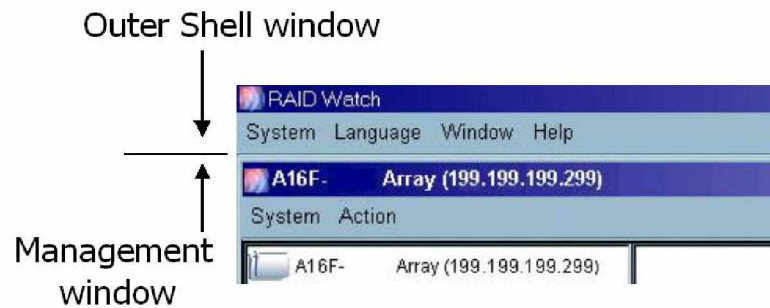 Outer Shell window
RAID Watch
System Language Window Help
A16F- Array (199.199.199.299)
System Action
A16F- Array (199.199.199.299)
Management
window